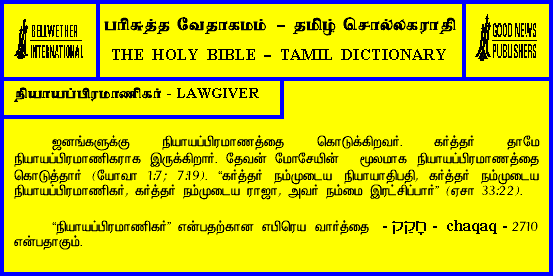 BELLWETHER
INTERNATIONAL
பரிசுத்த வேதாகமம் – தமிழ் சொல்லகராதி
THE HOLY BIBLE – TAMIL DICTIONARY
GOOD NEWS
PUBLISHERS
நியாயப்பிரமாணிகர் - LAWGIVER
ஜனங்களுக்கு நியாயப்பிரமாணத்தை கொடுக்கிறவர். கர்த்தர் தாமே
நியாயப்பிரமாணிகராக இருக்கிறார். தேவன் மோசேயின் மூலமாக நியாயப்பிரமாணத்தை
கொடுத்தார் (யோவா 1:7; 7:19). “கர்த்தர் நம்முடைய நியாயாதிபதி, கர்த்தர் நம்முடைய
நியாயப்பிரமாணிகர், கர்த்தர் நம்முடைய ராஜா, அவர் நம்மை இரட்சிப்பார்” (ஏசா 33:22).
“நியாயப்பிரமாணிகர்” என்பதற்கான எபிரெய வார்த்தை - חָקַק - chaqaq - 2710
என்பதாகும்.